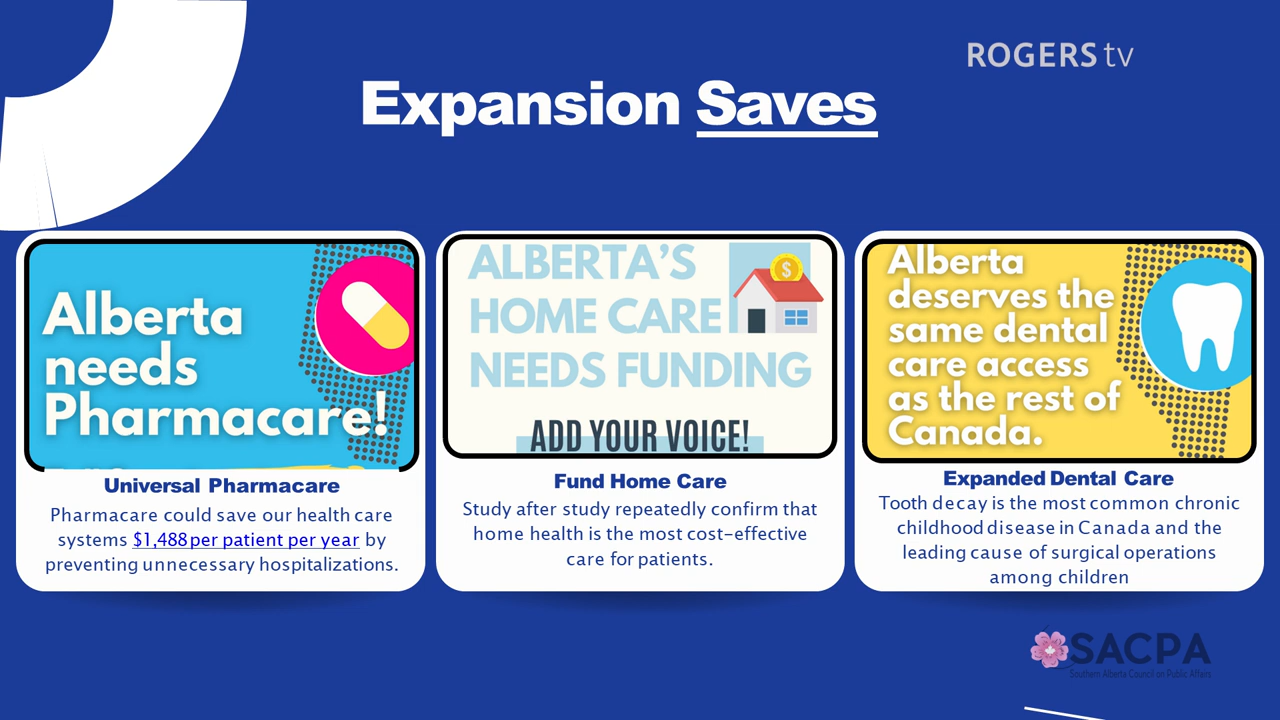 ROGERS tv
Expansion Saves
Alberta
needs
Pharmacare!
Universal Pharmacare
Pharmacare could save our health care
systems $1,488 per patient per year by
preventing unnecessary hospitalizations.
ALBERTA'S
HOME CARE
NEEDS FUNDING
$
ADD YOUR VOICE!
Fund Home Care
Study after study repeatedly confirm that
home health is the most cost-effective
care for patients.
Alberta
deserves the
same dental
care access
as the rest of
Canada.
Expanded Dental Care
Tooth decay is the most common chronic
childhood disease in Canada and the
leading cause of surgical operations
among children
SACPA
Southern Alberta Council on Public Affairs